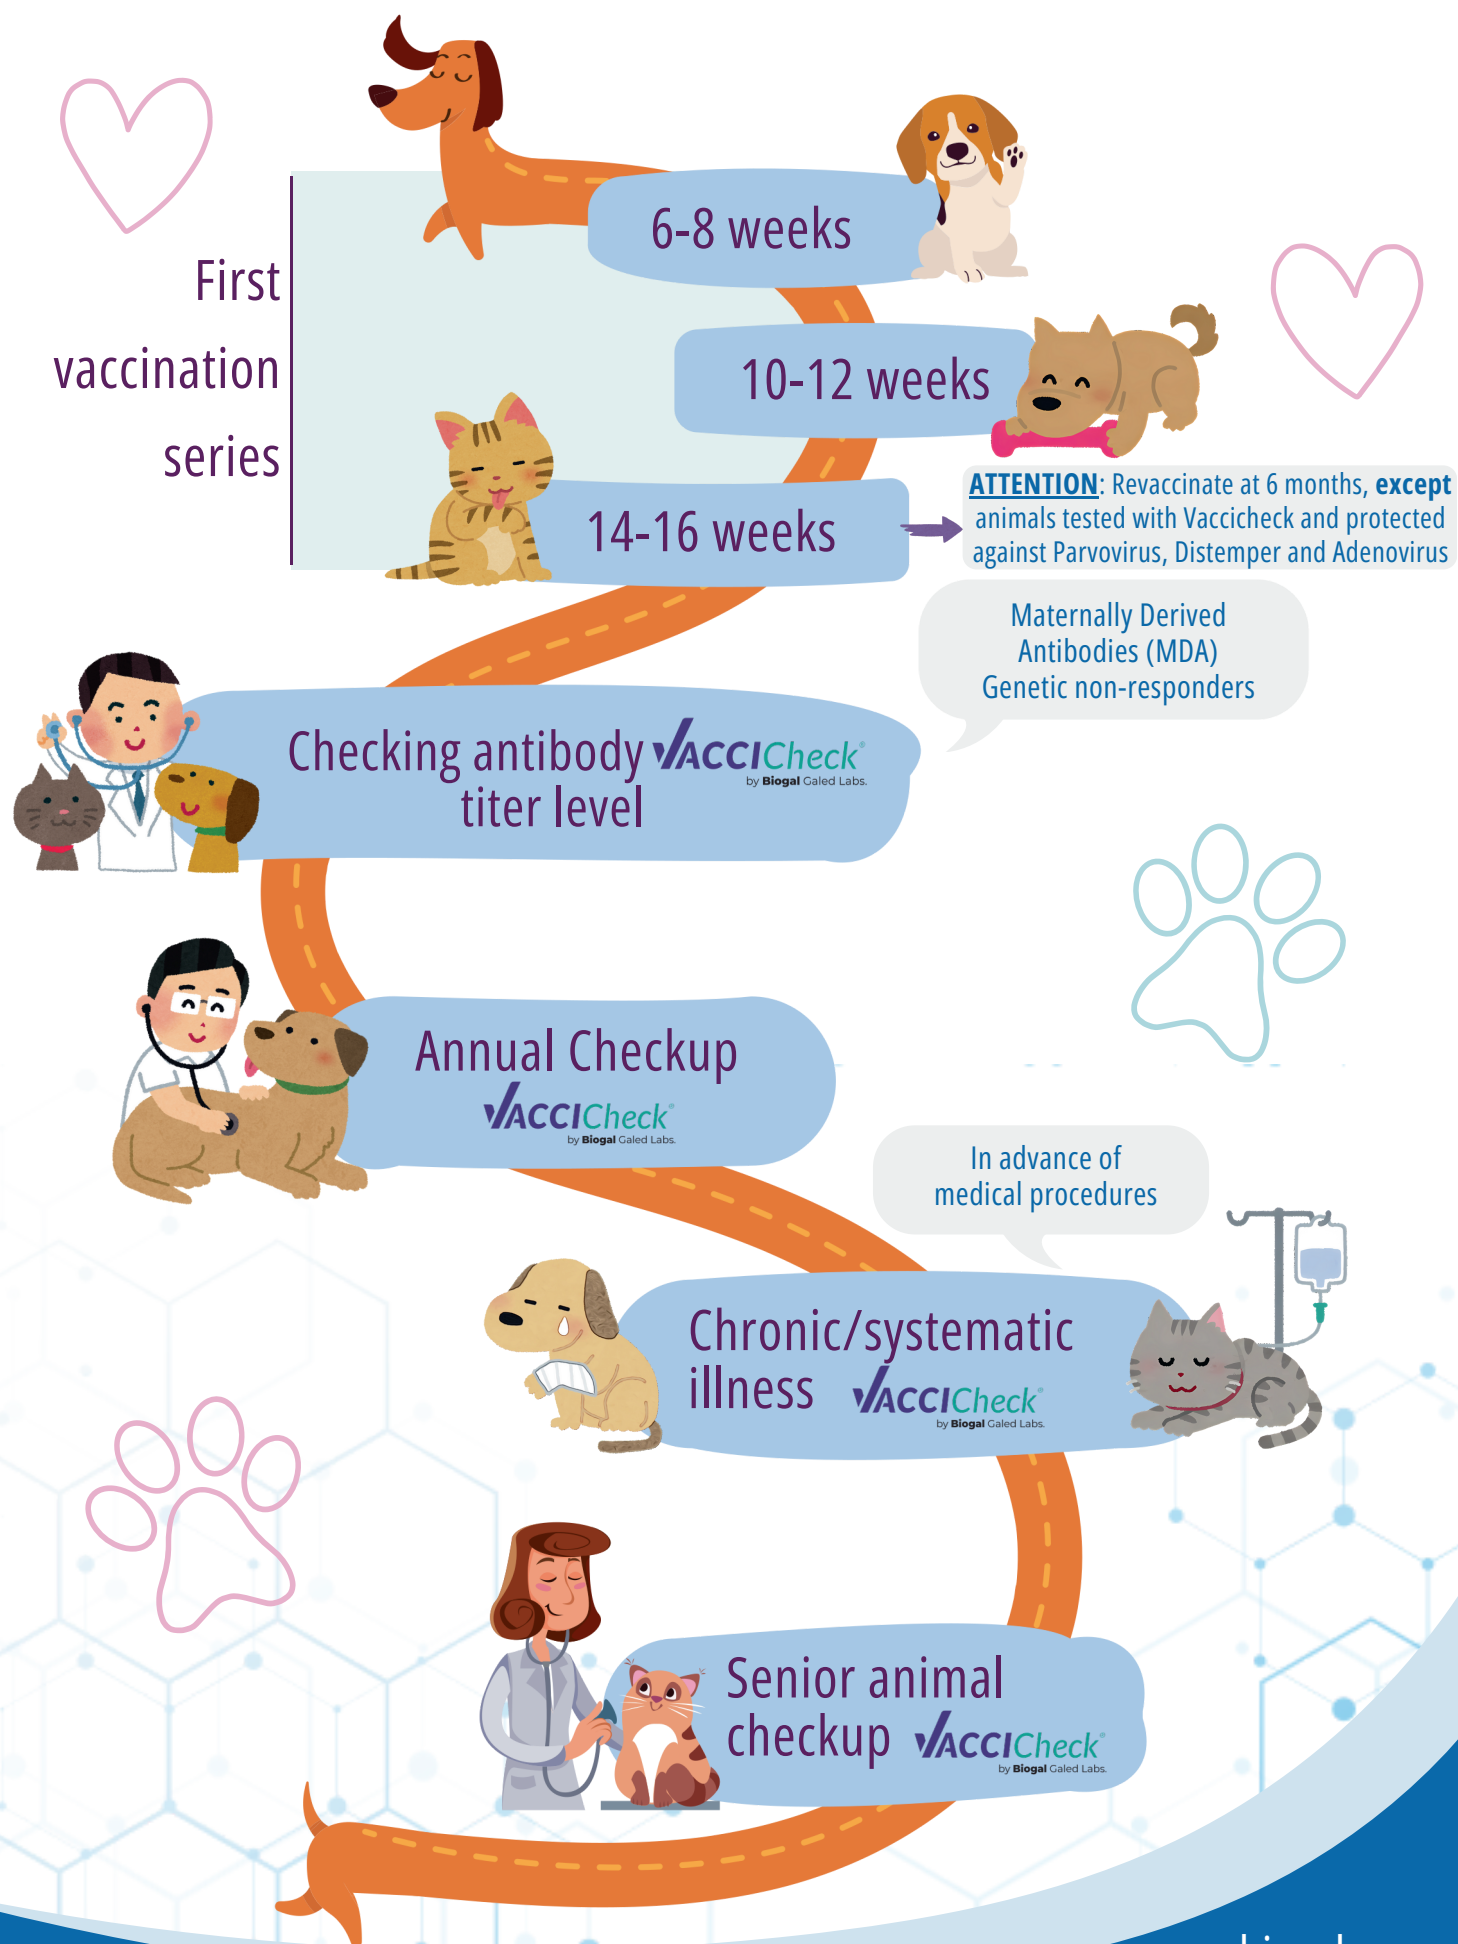 6-8 weeks
First
vaccination
series
10-12 weeks
14-16 weeks
ATTENTION: Revaccinate at 6 months, except
animals tested with Vaccicheck and protected
against Parvovirus, Distemper and Adenovirus
Maternally Derived
Antibodies (MDA)
Genetic non-responders
Checking antibody VACCICheck®
by Biogal Galed Labs.
titer level
Annual Checkup
VACCICheck®
by Biogal Galed Labs.
In advance of
medical procedures
Chronic/systematic
illness VACCICheck®
by Biogal Galed Labs.
Senior animal
checkup VACCICheck®
by Biogal Galed Labs.